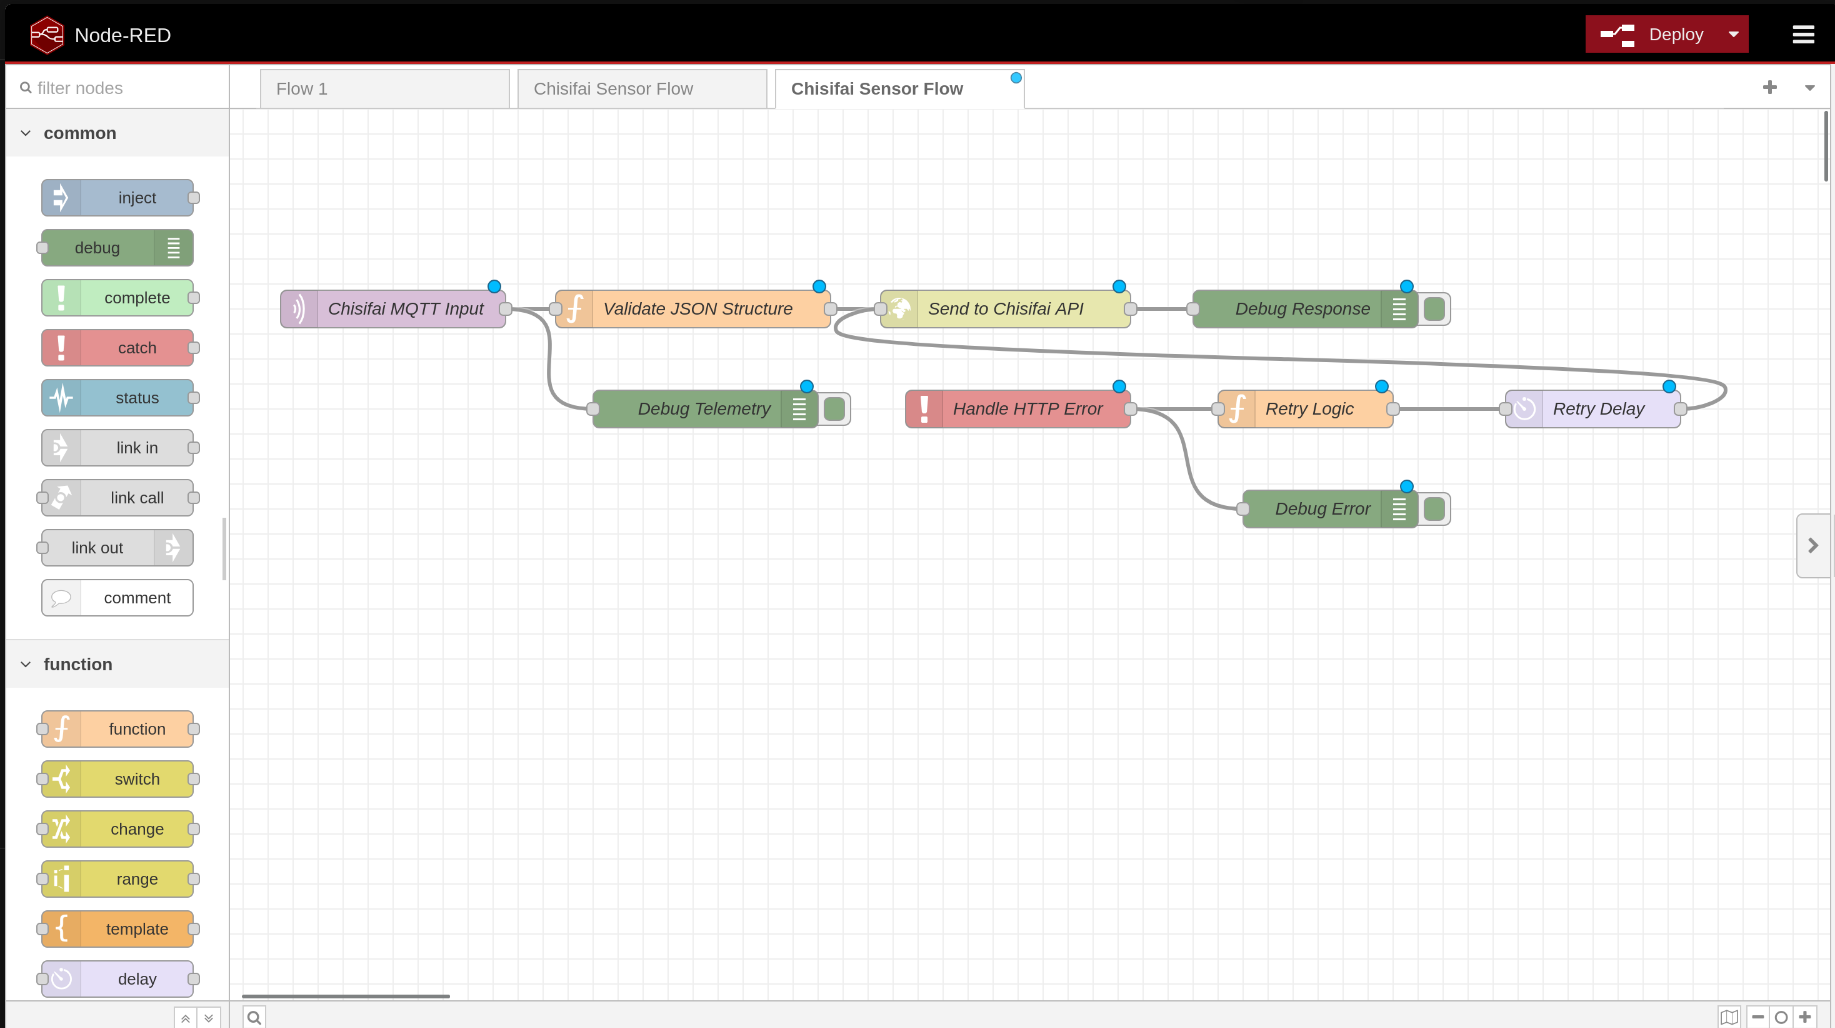 Node-RED
Deploy
filter nodes
Flow 1
Chisifai Sensor Flow
Chisifai Sensor Flow
common
inject
debug
complete
catch
status
link in
link call
link out
comment
function
function
switch
change
range
template
delay
Chisifai MQTT Input
Validate JSON Structure
Send to Chisifai API
Debug Response
Debug Telemetry
Handle HTTP Error
Retry Logic
Retry Delay
Debug Error